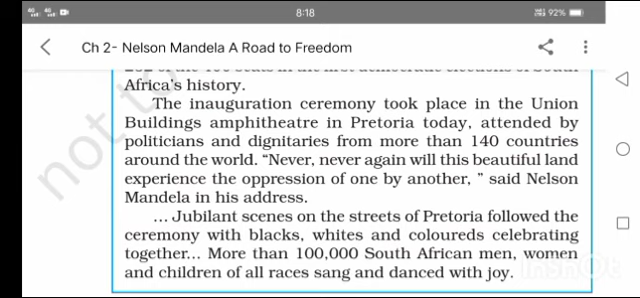 8:18
92%
Ch 2- Nelson Mandela A Road to Freedom
Africa's history.
The inauguration ceremony took place in the Union
Buildings amphitheatre in Pretoria today, attended by
politicians and dignitaries from more than 140 countries
around the world. “Never, never again will this beautiful land
experience the oppression of one by another, ” said Nelson
Mandela in his address.
... Jubilant scenes on the streets of Pretoria followed the
ceremony with blacks, whites and coloureds celebrating
together... More than 100,000 South African men, women
and children of all races sang and danced with joy.
not to